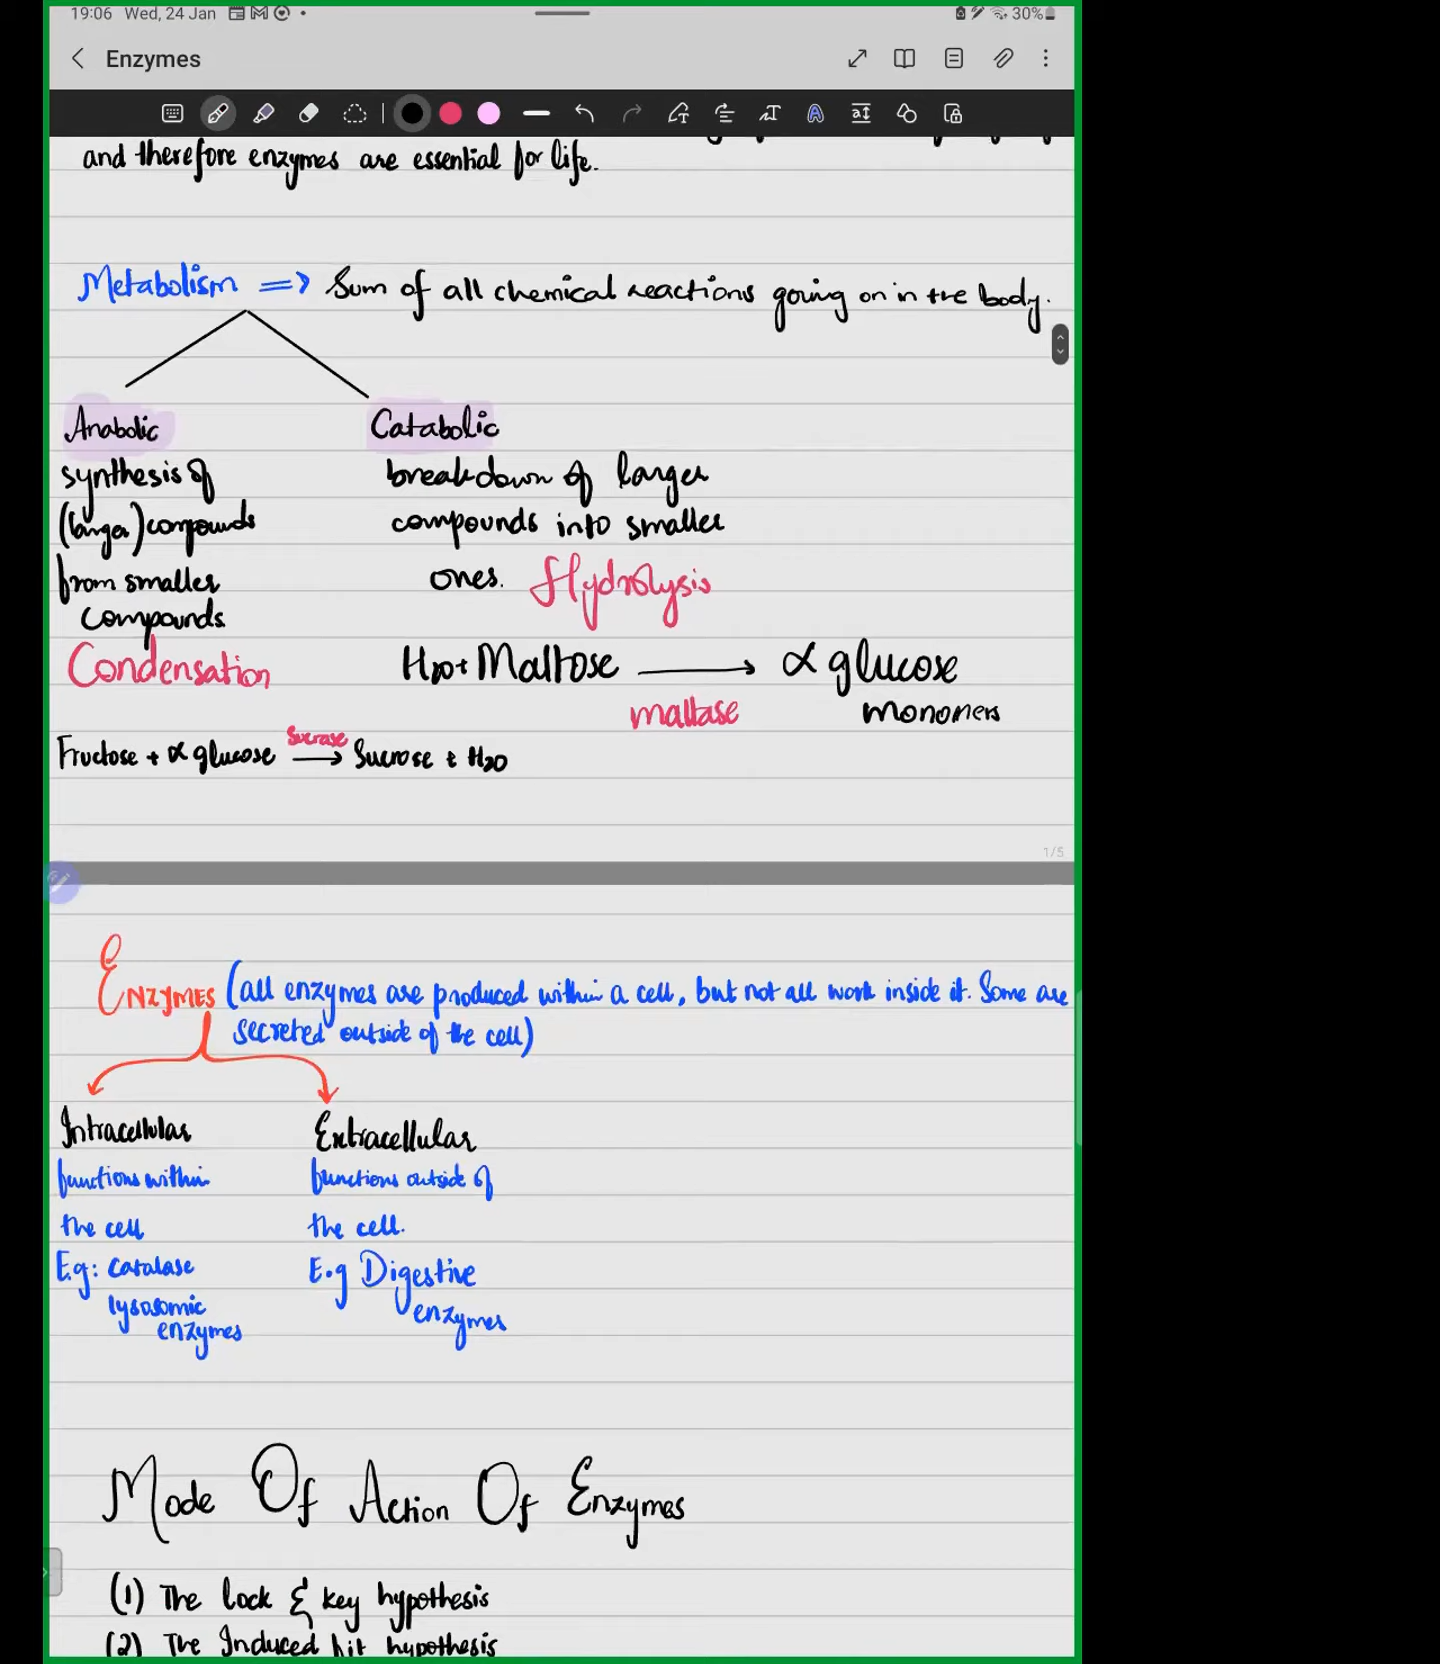 19:06 Wed, 24 Jan
30%
Enzymes
and therefore enzymes are essential for life.
Metabolism => Sum of all chemical reactions going on in the body.
Anabolic
synthesis of
(larger) compounds
from smaller
compounds.
Condensation
Fructose + α glucose Sucrase → Sucrose + H2O
Catabolic
breakdown of larger
compounds into smaller
ones. Hydrolysis
H2O + Maltose → α glucose
maltase monomers
1/5
ENZYMES (all enzymes are produced within a cell, but not all work inside it. Some are
secreted outside of the cell)
Intracellular
functions within
the cell
E.g: Catalase
lysosomic
enzymes
Extracellular
functions outside of
the cell.
E.g Digestive
enzymes
Mode Of Action Of Enzymes
(1) The lock & key hypothesis
(2) The Induced fit hypothesis